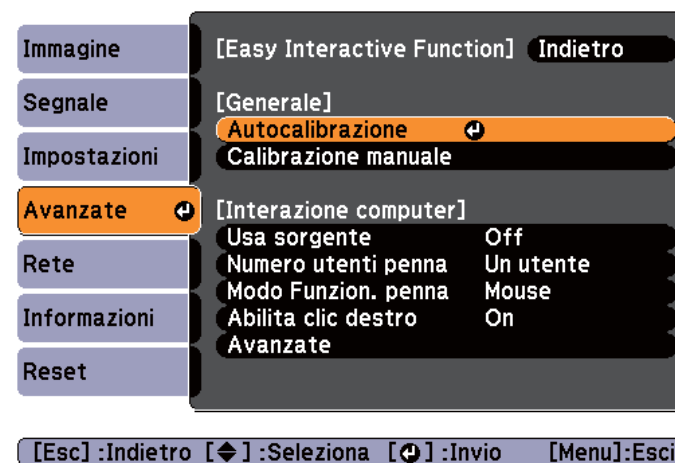 Immagine
Segnale
Impostazioni
Avanzate
Rete
Informazioni
Reset
[Easy Interactive Function] Indietro
[Generale]
Autocalibrazione
Calibrazione manuale
[Interazione computer]
Usa sorgente Off
Numero utenti penna Un utente
Modo Funzion. penna Mouse
Abilita clic destro On
Avanzate
[Esc] :Indietro [◆] :Seleziona [↵] :Invio [Menu]:Esci